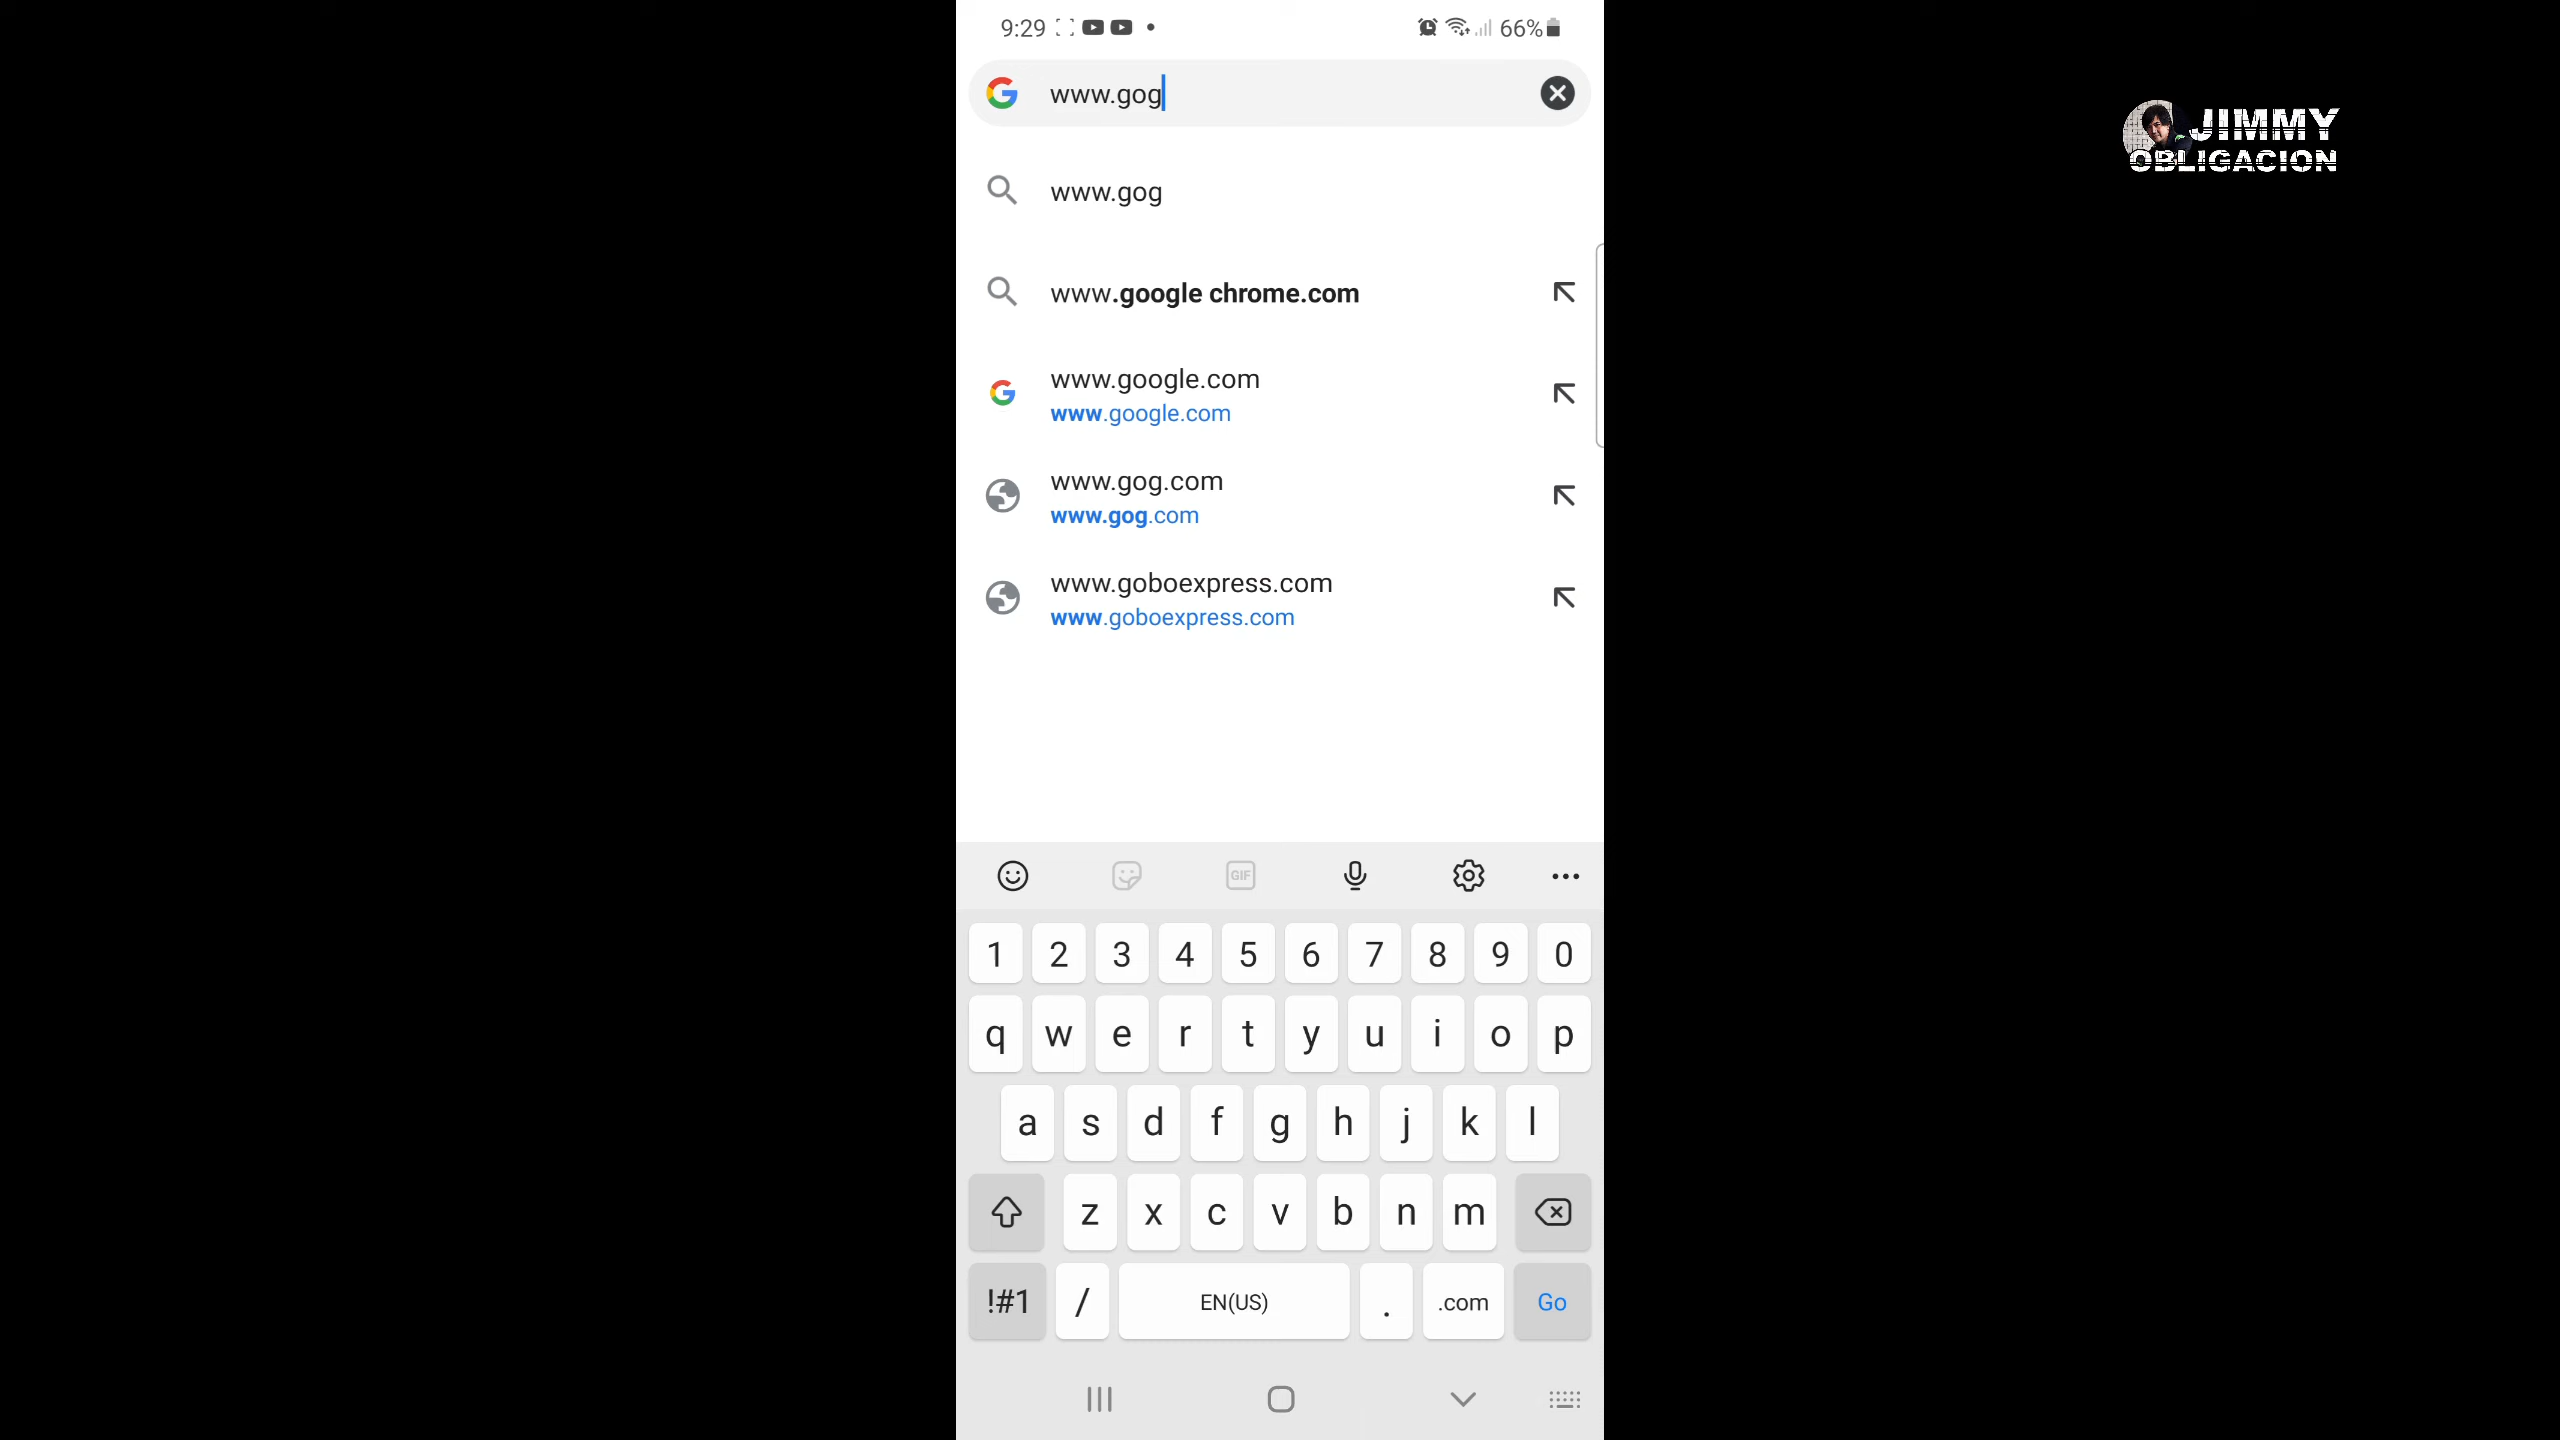 9:29 66%
www.gog
JIMMY
OBLIGACION
www.gog
www.google chrome.com
www.google.com
www.google.com
www.gog.com
www.gog.com
www.goboexpress.com
www.goboexpress.com
GIF
1 2 3 4 5 6 7 8 9 0
q w e r t y u i o p
a s d f g h j k l
z x c v b n m
!#1 / EN(US) . .com Go